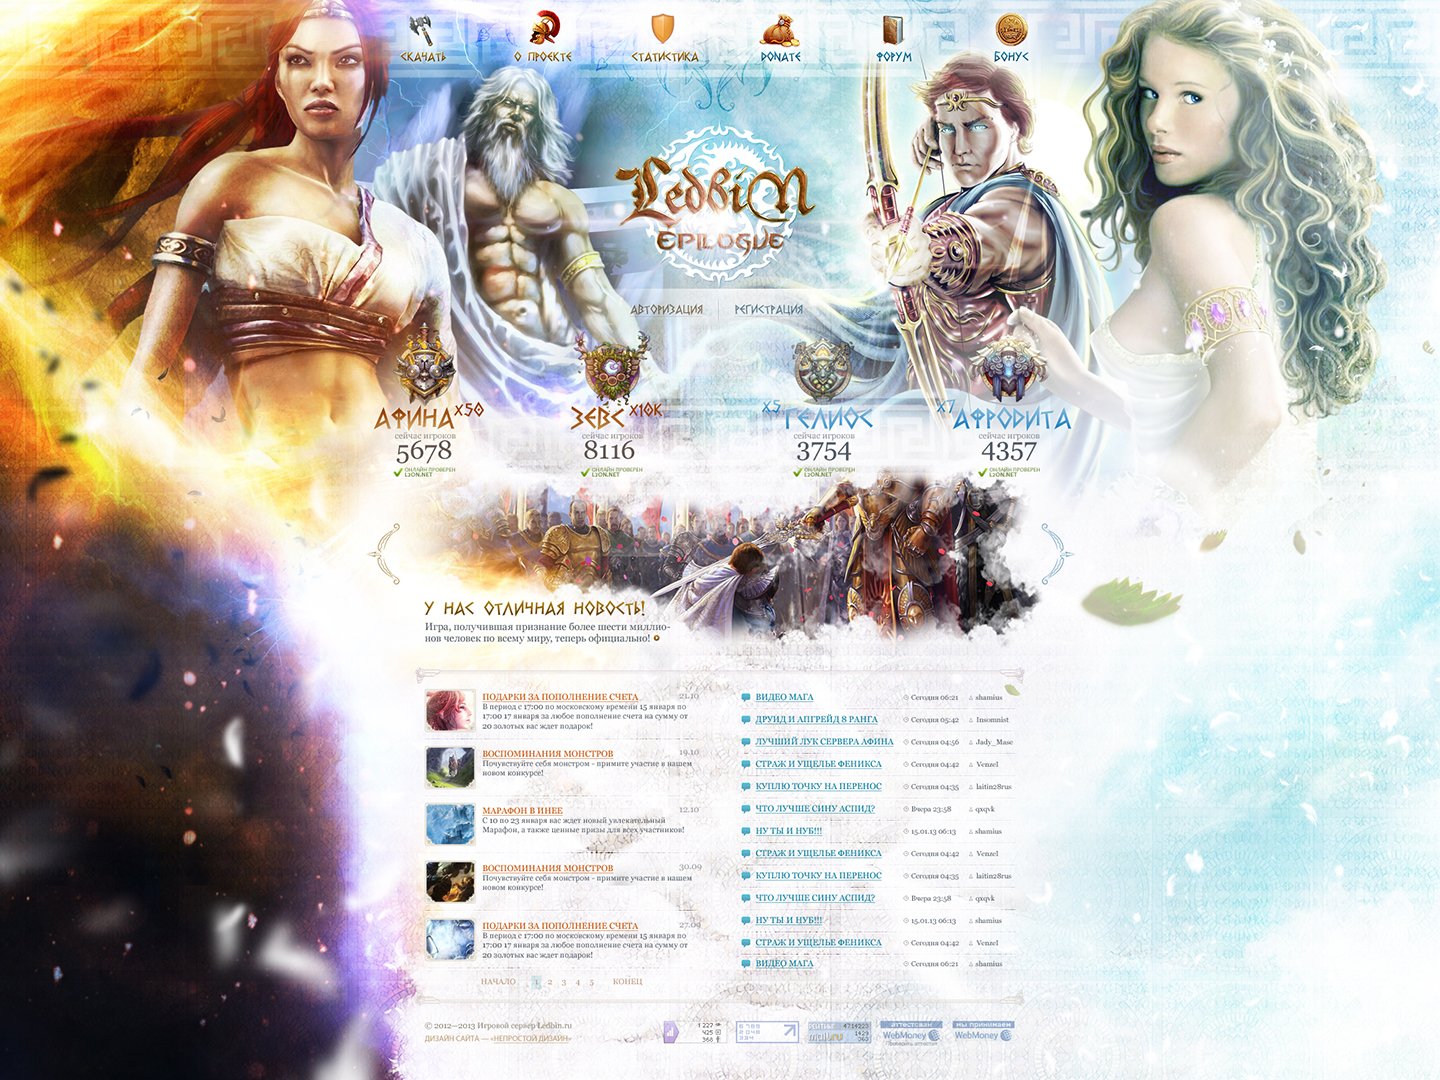 СКАЧАТЬ
О ПРОЕКТЕ
СТАТИСТИКА
DONATE
ФОРУМ
БОНУС
Ledbin
EPILOGUE
АВТОРИЗАЦИЯ
РЕГИСТРАЦИЯ
АФИНА x50
сейчас игроков
5678
ОНЛАЙН ПРОВЕРЕН
L2ON.NET
ЗЕВС x10K
сейчас игроков
8116
ОНЛАЙН ПРОВЕРЕН
L2ON.NET
x5 ГЕЛИОС
сейчас игроков
3754
ОНЛАЙН ПРОВЕРЕН
L2ON.NET
x7 АФРОДИТА
сейчас игроков
4357
ОНЛАЙН ПРОВЕРЕН
L2ON.NET
У НАС ОТЛИЧНАЯ НОВОСТЬ!
Игра, получившая признание более шести миллио-
нов человек по всему миру, теперь официально!
ПОДАРКИ ЗА ПОПОЛНЕНИЕ СЧЕТА 21.10
В период с 17:00 по московскому времени 15 января по
17:00 17 января за любое пополнение счета на сумму от
20 золотых вас ждет подарок!
ВОСПОМИНАНИЯ МОНСТРОВ 19.10
Почувствуйте себя монстром - примите участие в нашем
новом конкурсе!
МАРАФОН В ИНЕЕ 12.10
С 10 по 23 января вас ждет новый увлекательный
Марафон, а также ценные призы для всех участников!
ВОСПОМИНАНИЯ МОНСТРОВ 30.09
Почувствуйте себя монстром - примите участие в нашем
новом конкурсе!
ПОДАРКИ ЗА ПОПОЛНЕНИЕ СЧЕТА 27.09
В период с 17:00 по московскому времени 15 января по
17:00 17 января за любое пополнение счета на сумму от
20 золотых вас ждет подарок!
НАЧАЛО 1 2 3 4 5 КОНЕЦ
ВИДЕО МАГА Сегодня 06:21 shamius
ДРУИД И АПГРЕЙД 8 РАНГА Сегодня 05:42 Insomnist
ЛУЧШИЙ ЛУК СЕРВЕРА АФИНА Сегодня 04:56 Jady_Mase
СТРАЖ И УЩЕЛЬЕ ФЕНИКСА Сегодня 04:42 Venzel
КУПЛЮ ТОЧКУ НА ПЕРЕНОС Сегодня 04:35 laitin28rus
ЧТО ЛУЧШЕ СИНУ АСПИД? Вчера 23:58 qxqvk
НУ ТЫ И НУБ!!! 15.01.13 06:13 shamius
СТРАЖ И УЩЕЛЬЕ ФЕНИКСА Сегодня 04:42 Venzel
КУПЛЮ ТОЧКУ НА ПЕРЕНОС Сегодня 04:35 laitin28rus
ЧТО ЛУЧШЕ СИНУ АСПИД? Вчера 23:58 qxqvk
НУ ТЫ И НУБ!!! 15.01.13 06:13 shamius
СТРАЖ И УЩЕЛЬЕ ФЕНИКСА Сегодня 04:42 Venzel
ВИДЕО МАГА Сегодня 06:21 shamius
© 2012—2013 Игровой сервер Ledbin.ru
ДИЗАЙН САЙТА — «НЕПРОСТОЙ ДИЗАЙН»
1 227
425
368
РЕЙТИНГ 4714223
1429
mail.ru
аттестован
WebMoney
Проверить аттестат
мы принимаем
WebMoney